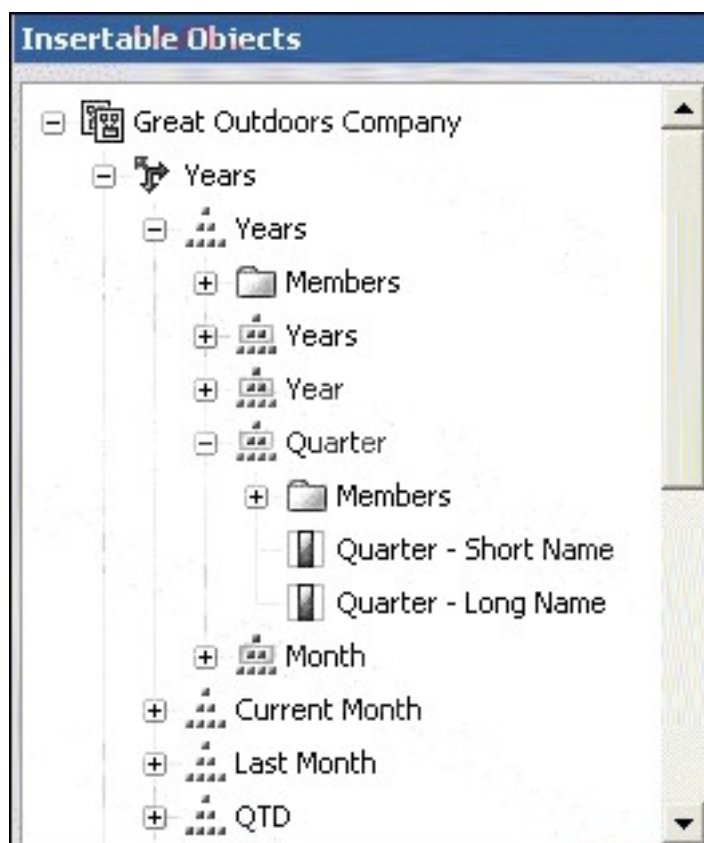 Insertable Objects
Great Outdoors Company
Years
Years
Members
Years
Year
Quarter
Members
Quarter - Short Name
Quarter - Long Name
Month
Current Month
Last Month
QTD